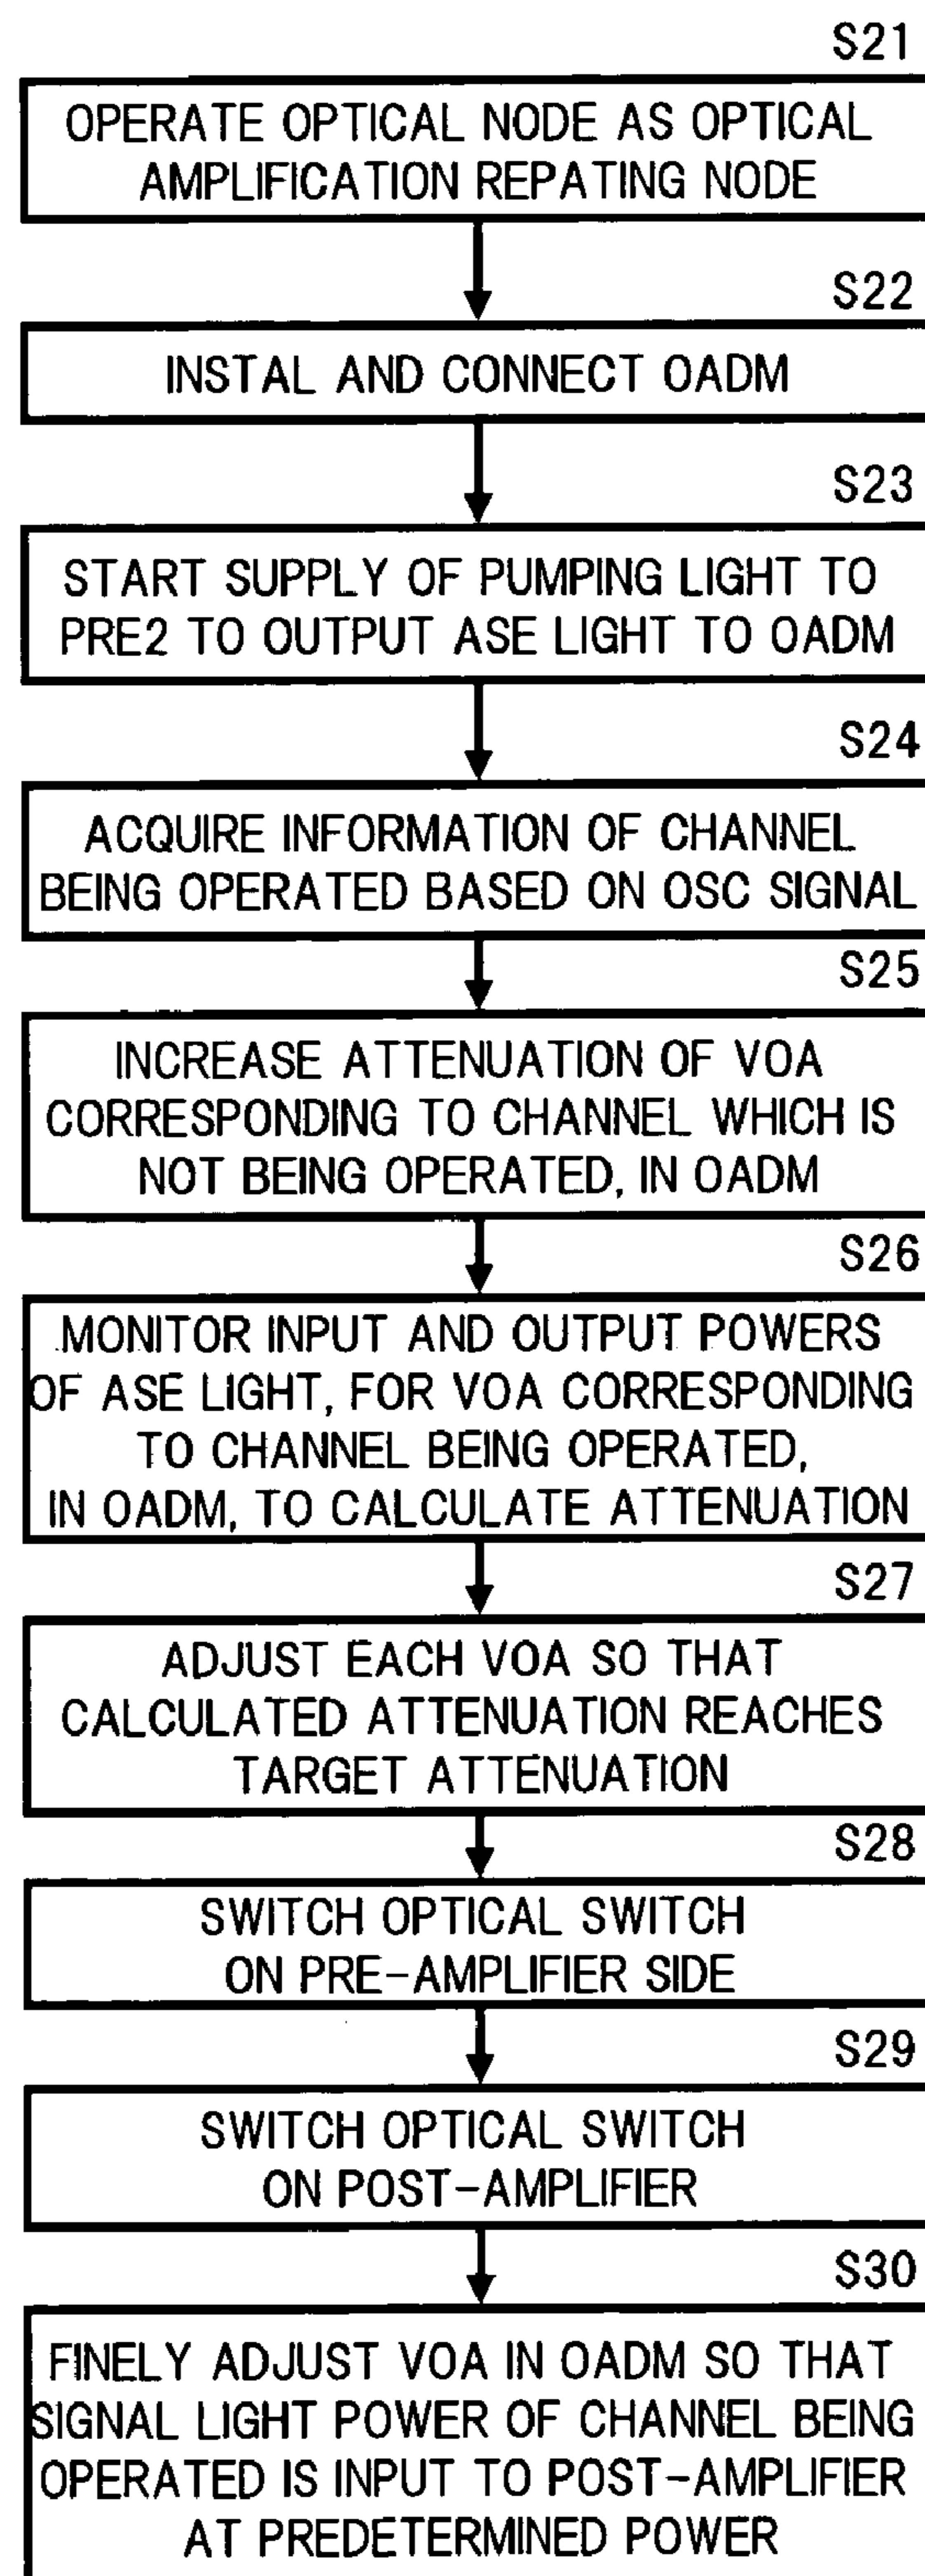 S21
OPERATE OPTICAL NODE AS OPTICAL
AMPLIFICATION REPATING NODE
S22
INSTAL AND CONNECT OADM
S23
START SUPPLY OF PUMPING LIGHT TO
PRE2 TO OUTPUT ASE LIGHT TO OADM
S24
ACQUIRE INFORMATION OF CHANNEL
BEING OPERATED BASED ON OSC SIGNAL
S25
INCREASE ATTENUATION OF VOA
CORRESPONDING TO CHANNEL WHICH IS
NOT BEING OPERATED, IN OADM
S26
MONITOR INPUT AND OUTPUT POWERS
OF ASE LIGHT, FOR VOA CORRESPONDING
TO CHANNEL BEING OPERATED,
IN OADM, TO CALCULATE ATTENUATION
S27
ADJUST EACH VOA SO THAT
CALCULATED ATTENUATION REACHES
TARGET ATTENUATION
S28
SWITCH OPTICAL SWITCH
ON PRE-AMPLIFIER SIDE
S29
SWITCH OPTICAL SWITCH
ON POST-AMPLIFIER
S30
FINELY ADJUST VOA IN OADM SO THAT
SIGNAL LIGHT POWER OF CHANNEL BEING
OPERATED IS INPUT TO POST-AMPLIFIER
AT PREDETERMINED POWER